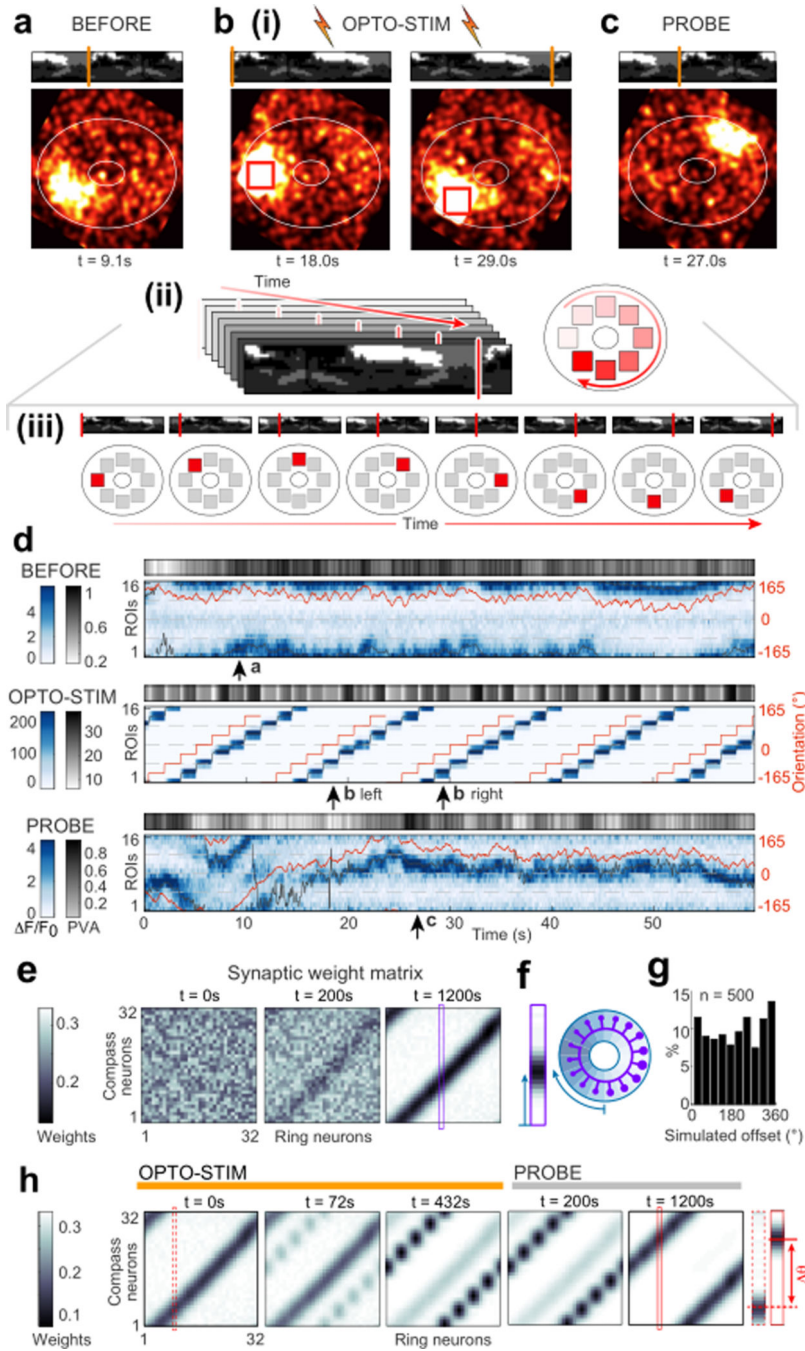 a BEFORE
b (i) OPTO-STIM
c PROBE
t = 9.1s
t = 18.0s
t = 29.0s
t = 27.0s
(ii)
Time
(iii)
Time
d
BEFORE
4
2
0
1
0.6
0.2
ROIs
16
1
165
0
-165
a
OPTO-STIM
200
100
0
30
20
10
ROIs
16
1
165
0
-165
Orientation (°)
b left
b right
PROBE
4
2
0
0.8
0.6
0.4
0.2
0
ΔF/F0
PVA
ROIs
16
1
165
0
-165
0
10
20
30
40
50
c
Time (s)
e
Synaptic weight matrix
t = 0s
t = 200s
t = 1200s
0.3
0.2
Weights
Compass
neurons
32
1
1
32
Ring neurons
f
g
n = 500
%
15
10
5
0
0
180
360
Simulated offset (°)
h
OPTO-STIM
PROBE
t = 0s
t = 72s
t = 432s
t = 200s
t = 1200s
0.3
0.2
0.1
Weights
Compass
neurons
32
1
1
32
Ring neurons